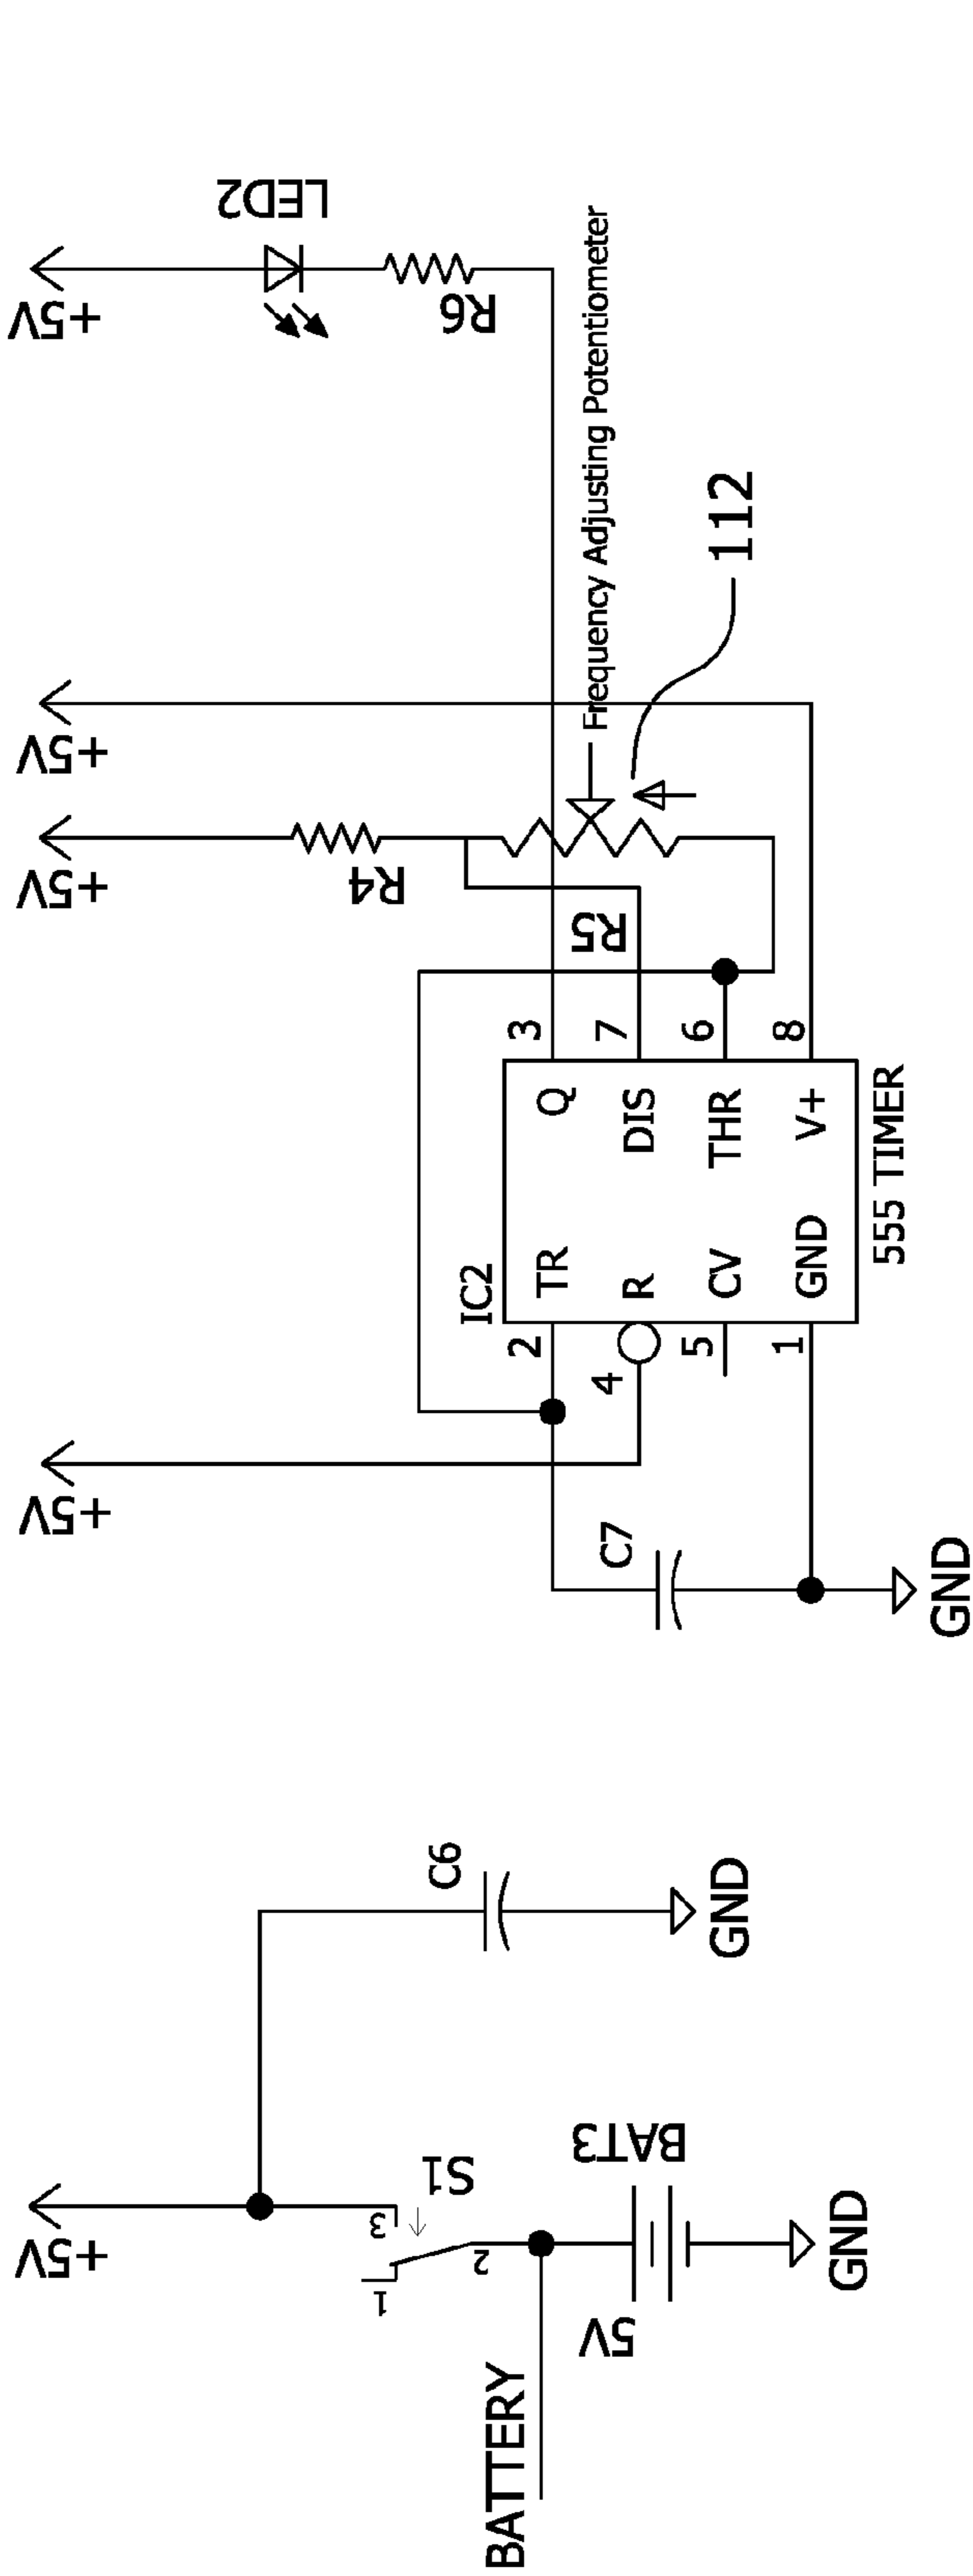 +5V
S1
3
1
2
BATTERY
5V
BAT3
GND
C6
GND
+5V
C7
GND
IC2
2
TR
4
R
5
CV
1
GND
Q
3
DIS
7
THR
6
V+
8
555 TIMER
+5V
R4
R5
+5V
Frequency Adjusting Potentiometer
112
+5V
LED2
R6